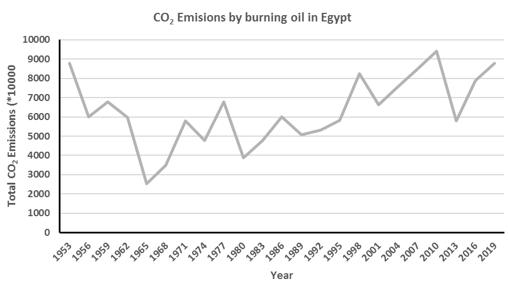 CO₂ Emisions by burning oil in Egypt
Total CO₂ Emissions (*10000
10000
9000
8000
7000
6000
5000
4000
3000
2000
1000
0
1953 1956 1959 1962 1965 1968 1971 1974 1977 1980 1983 1986 1989 1992 1995 1998 2001 2004 2007 2010 2013 2016 2019
Year